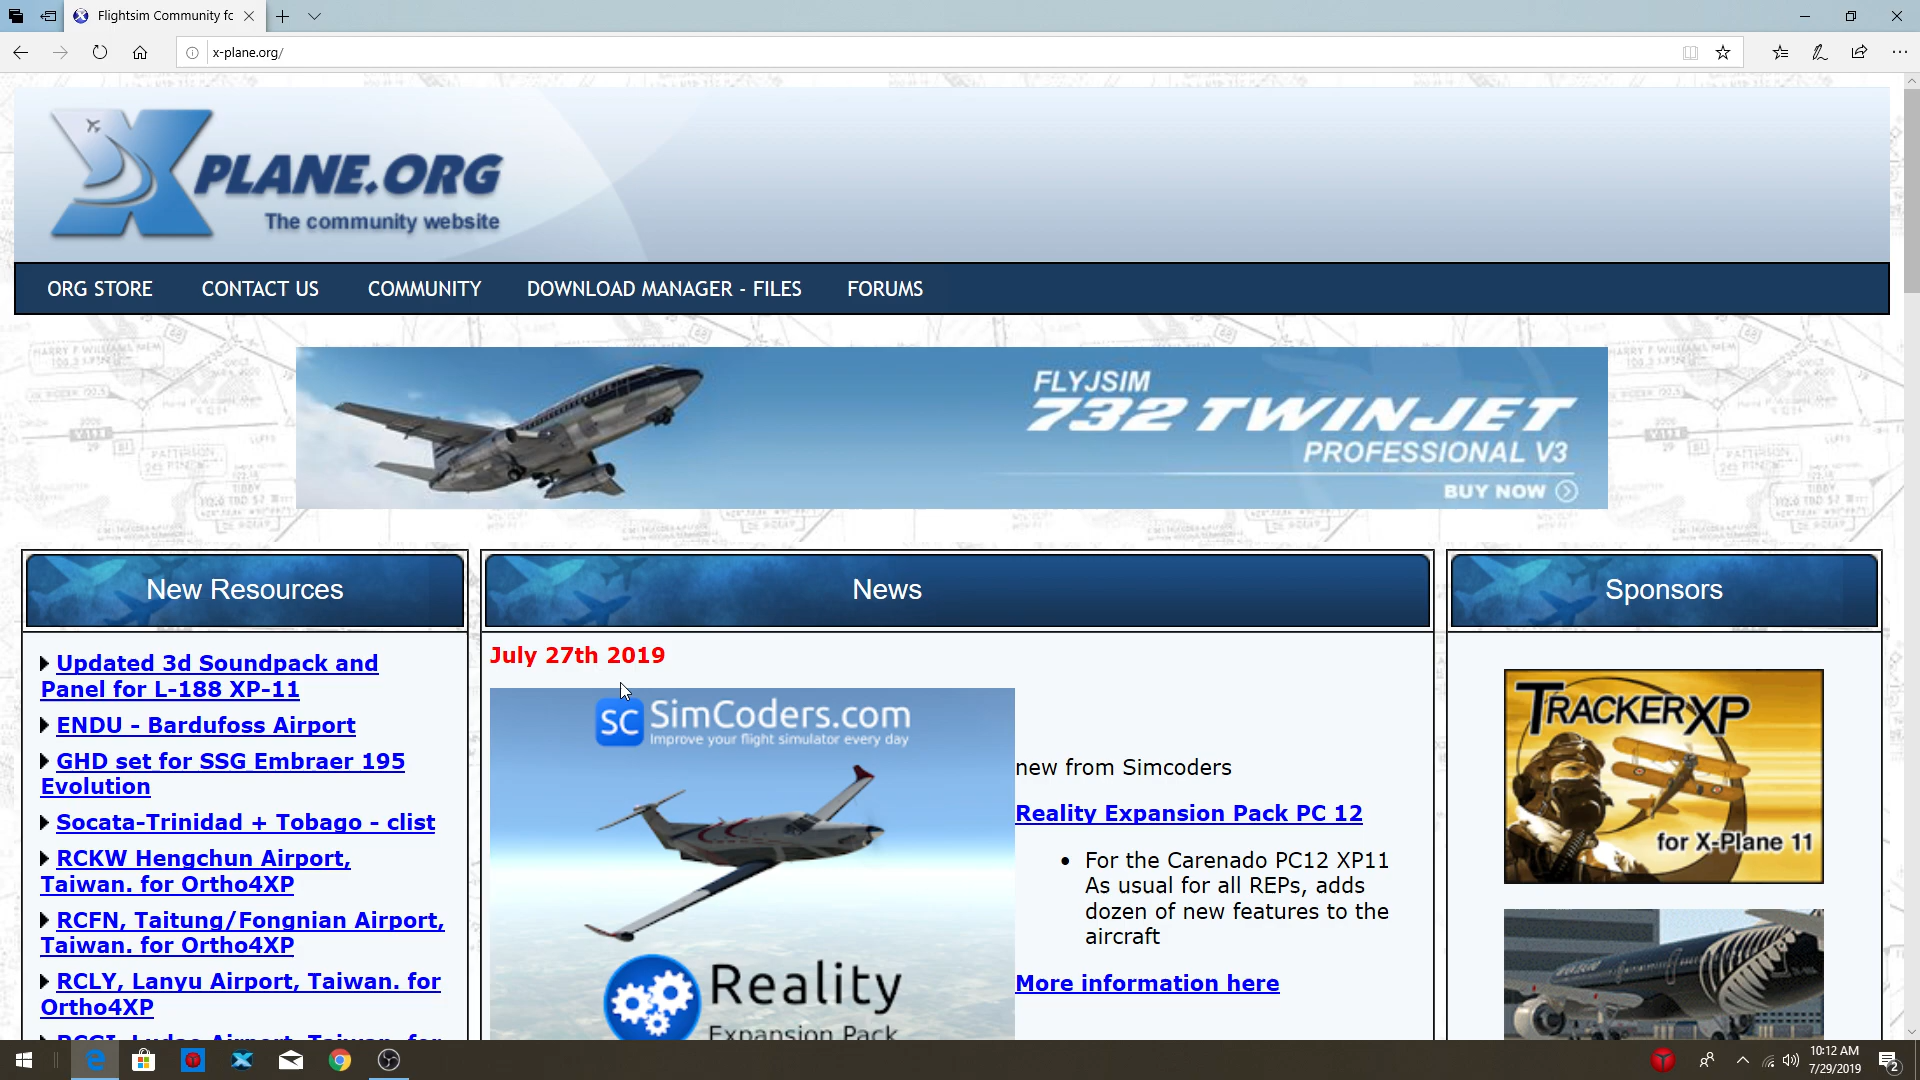 Flightsim Community fc
x-plane.org/
PLANE.ORG
The community website
ORG STORE
CONTACT US
COMMUNITY
DOWNLOAD MANAGER - FILES
FORUMS
FLYJSIM
732 TWINJET
PROFESSIONAL V3
BUY NOW
New Resources
Updated 3d Soundpack and
Panel for L-188 XP-11
ENDU - Bardufoss Airport
GHD set for SSG Embraer 195
Evolution
Socata-Trinidad + Tobago - clist
RCKW Hengchun Airport,
Taiwan. for Ortho4XP
RCFN, Taitung/Fongnian Airport,
Taiwan. for Ortho4XP
RCLY, Lanyu Airport, Taiwan. for
Ortho4XP
News
July 27th 2019
SC SimCoders.com
Improve your flight simulator every day
Reality
Expansion Pack
new from Simcoders
Reality Expansion Pack PC 12
For the Carenado PC12 XP11
As usual for all REPs, adds
dozen of new features to the
aircraft
More information here
Sponsors
TRACKERXP
for X-Plane 11
10:12 AM
7/29/2019
2